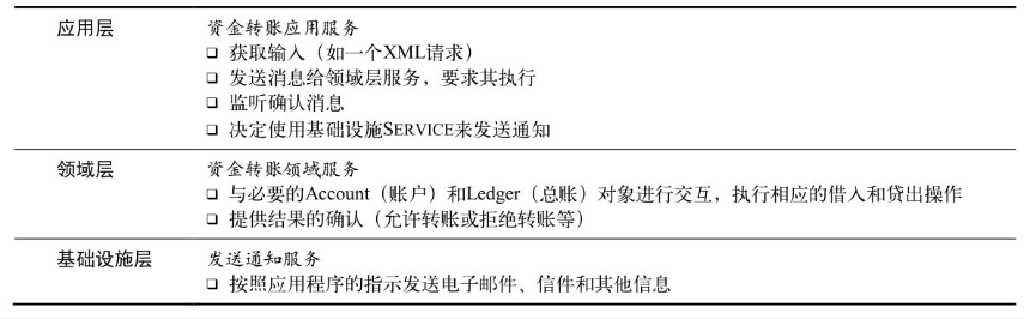 应用层 资金转账应用服务
❑ 获取输入（如一个XML请求）
❑ 发送消息给领域层服务，要求其执行
❑ 监听确认消息
❑ 决定使用基础设施SERVICE来发送通知
领域层 资金转账领域服务
❑ 与必要的Account（账户）和Ledger（总账）对象进行交互，执行相应的借入和贷出操作
❑ 提供结果的确认（允许转账或拒绝转账等）
基础设施层 发送通知服务
❑ 按照应用程序的指示发送电子邮件、信件和其他信息